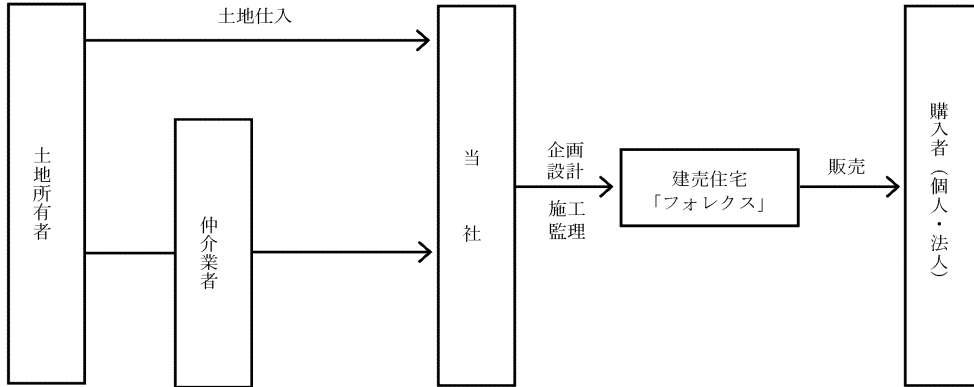 土地仕入
土地所有者
仲介業者
当社
企画
設計
施工
監理
建売住宅
「フォレクス」
販売
購入者（個人・法人）